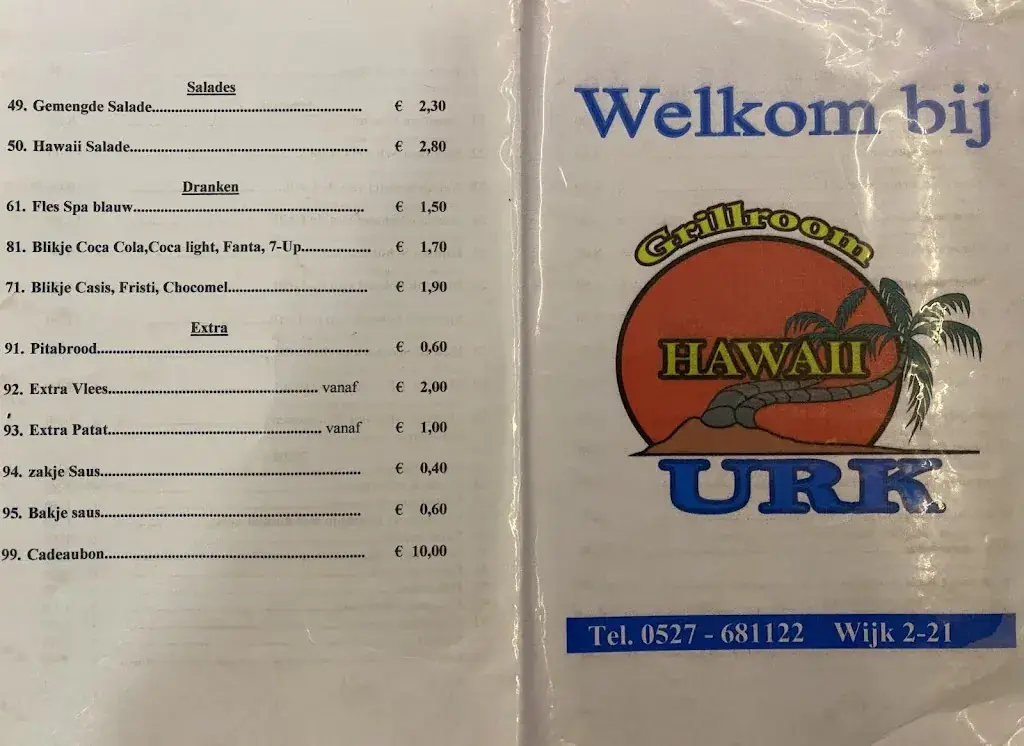 Salades
49. Gemengde Salade.................................................... € 2,30
50. Hawaii Salade........................................................... € 2,80
Dranken
61. Fles Spa blauw.......................................................... € 1,50
81. Blikje Coca Cola,Coca light, Fanta, 7-Up................. € 1,70
71. Blikje Casis, Fristi, Chocomel................................... € 1,90
Extra
91. Pitabrood.................................................................... € 0,60
92. Extra Vlees.................................................... vanaf € 2,00
93. Extra Patat..................................................... vanaf € 1,00
94. zakje Saus................................................................. € 0,40
95. Bakje saus................................................................. € 0,60
99. Cadeaubon................................................................. € 10,00
Welkom bij
Grillroom
HAWAII
URK
Tel. 0527 - 681122 Wijk 2-21